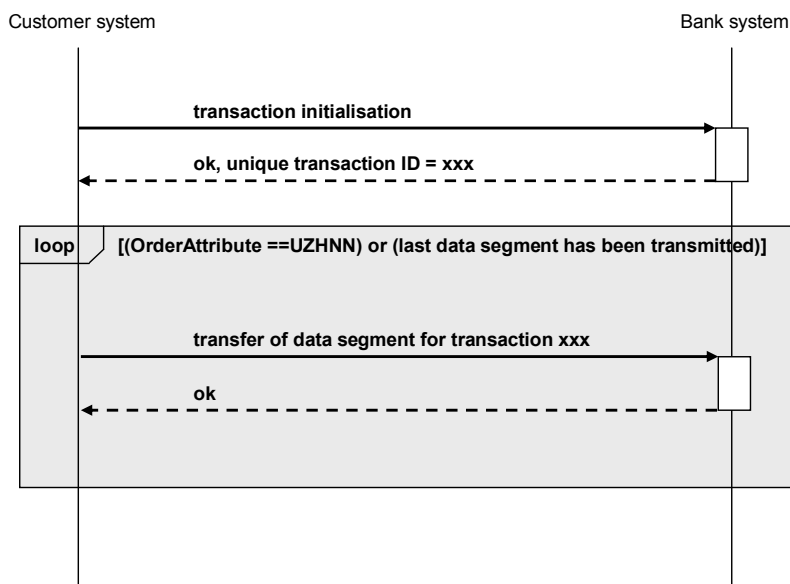 Customer system
Bank system
transaction initialisation
ok, unique transaction ID = xxx
loop
[(OrderAttribute ==UZHNN) or (last data segment has been transmitted)]
transfer of data segment for transaction xxx
ok